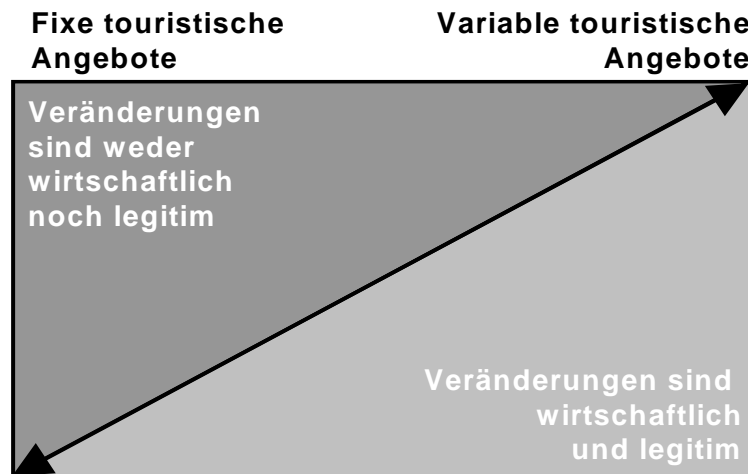 Fixe touristische
Angebote
Variable touristische
Angebote
Veränderungen
sind weder
wirtschaftlich
noch legitim
Veränderungen sind
wirtschaftlich
und legitim